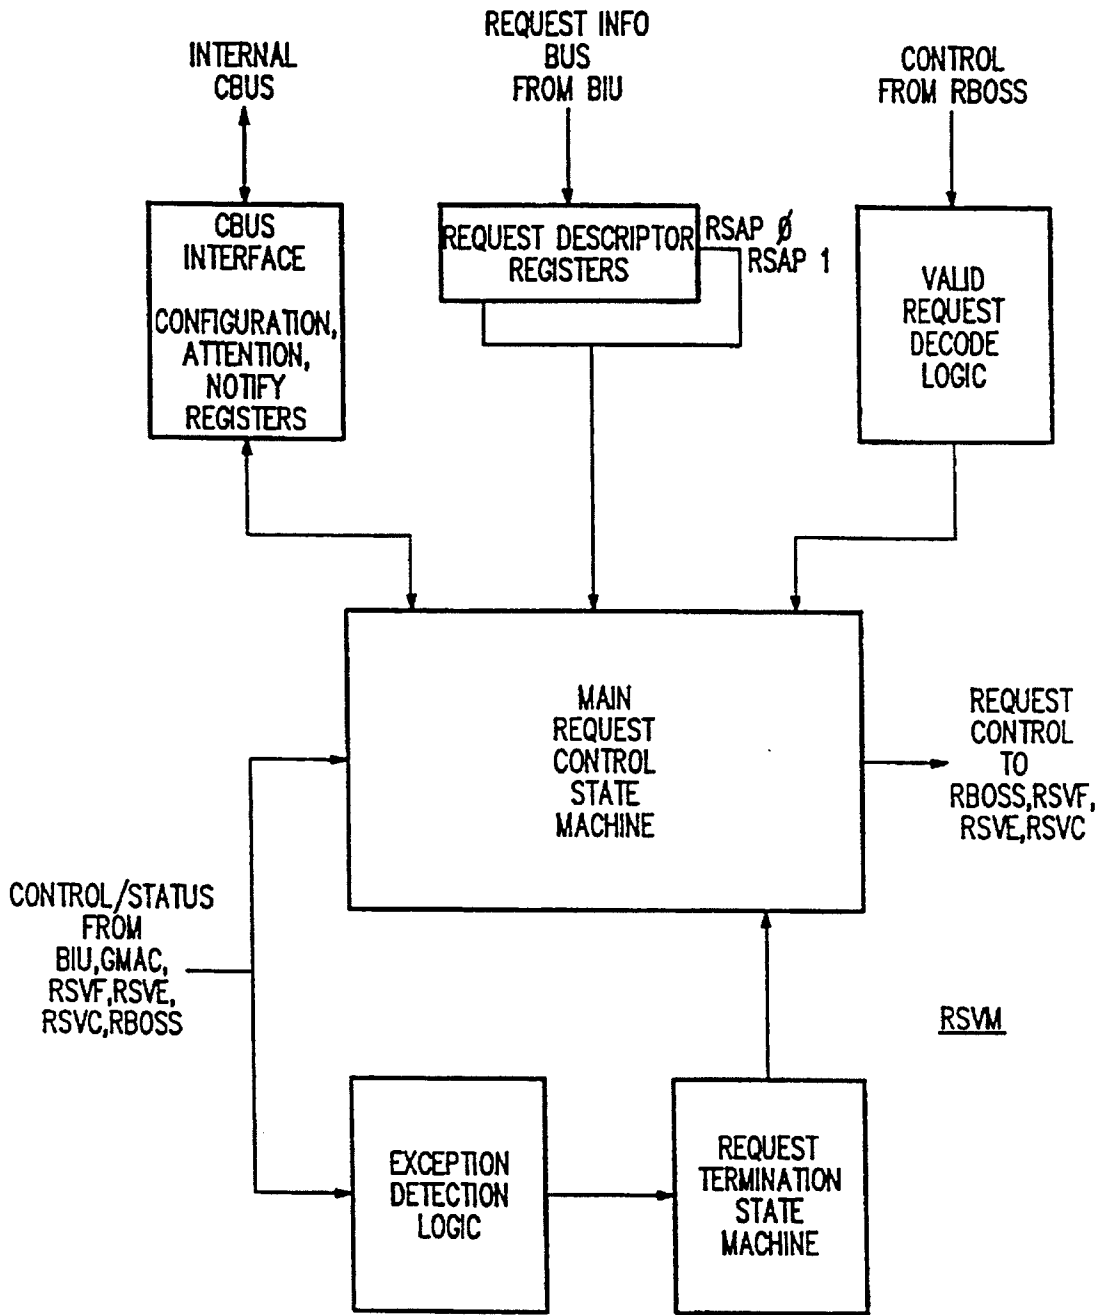 INTERNAL
CBUS
REQUEST INFO
BUS
FROM BIU
CONTROL
FROM RBOSS
CBUS
INTERFACE
CONFIGURATION,
ATTENTION,
NOTIFY
REGISTERS
REQUEST DESCRIPTOR
REGISTERS
RSAP Ø
RSAP 1
VALID
REQUEST
DECODE
LOGIC
MAIN
REQUEST
CONTROL
STATE
MACHINE
REQUEST
CONTROL
TO
RBOSS,RSVF,
RSVE,RSVC
CONTROL/STATUS
FROM
BIU,GMAC,
RSVF,RSVE,
RSVC,RBOSS
RSVM
EXCEPTION
DETECTION
LOGIC
REQUEST
TERMINATION
STATE
MACHINE